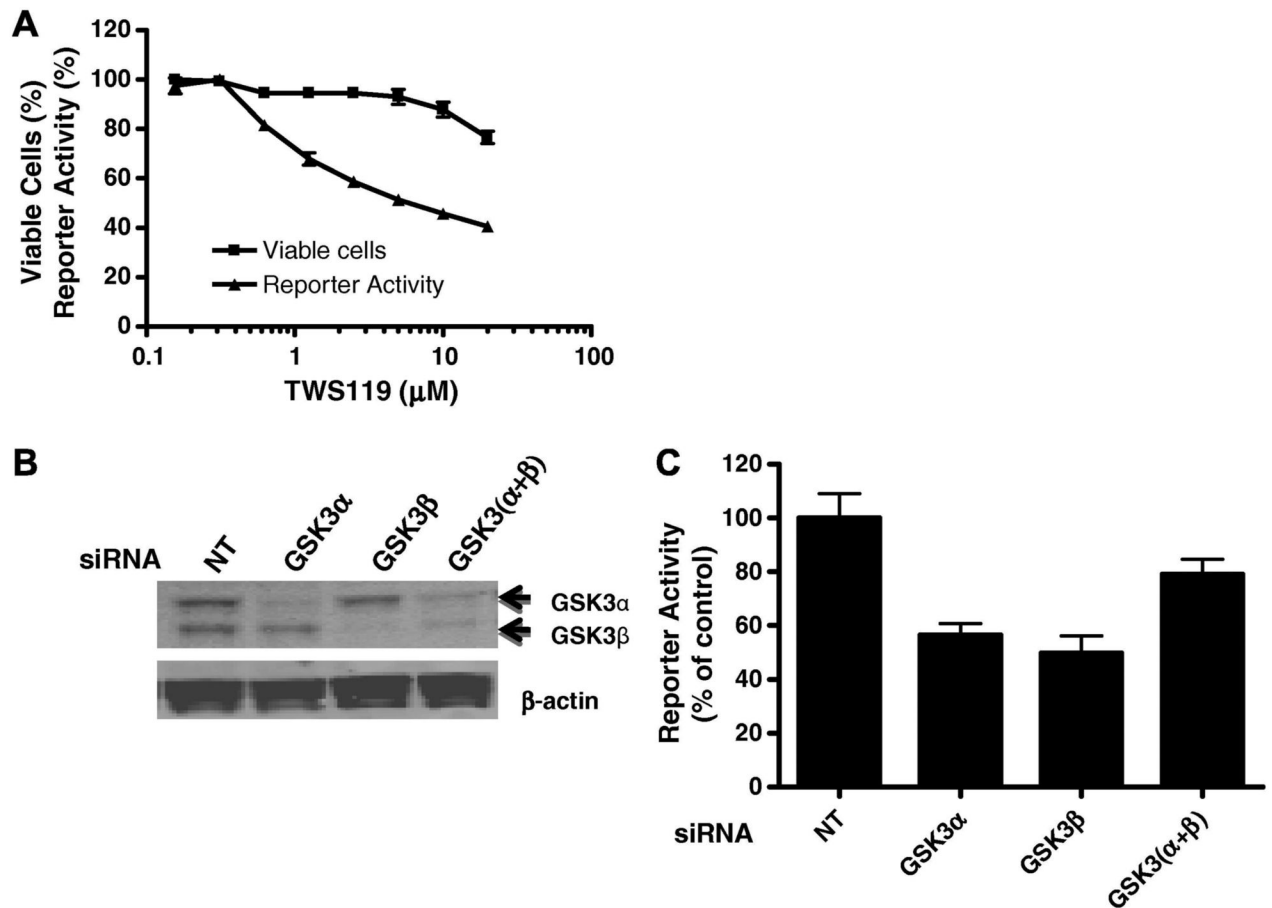 A
Viable Cells (%)
Reporter Activity (%)
120
100
80
60
40
20
0
Viable cells
Reporter Activity
0.1
1
10
100
TWS119 (μM)
B
siRNA
NT
GSK3α
GSK3β
GSK3(α+β)
GSK3α
GSK3β
β-actin
C
Reporter Activity
(% of control)
120
100
80
60
40
20
0
siRNA
NT
GSK3α
GSK3β
GSK3(α+β)